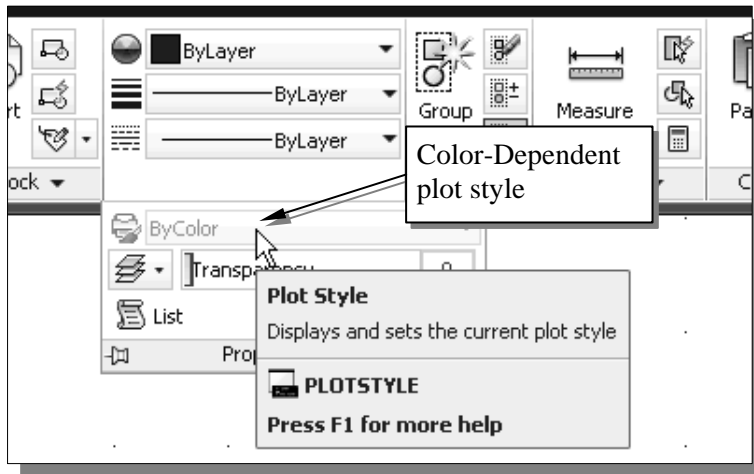 ByLayer
ByLayer
ByLayer
Group
Measure
rt
Pa
ock
C
Color-Dependent
plot style
ByColor
Transparency
0
List
Prop
Plot Style
Displays and sets the current plot style
PLOTSTYLE
Press F1 for more help